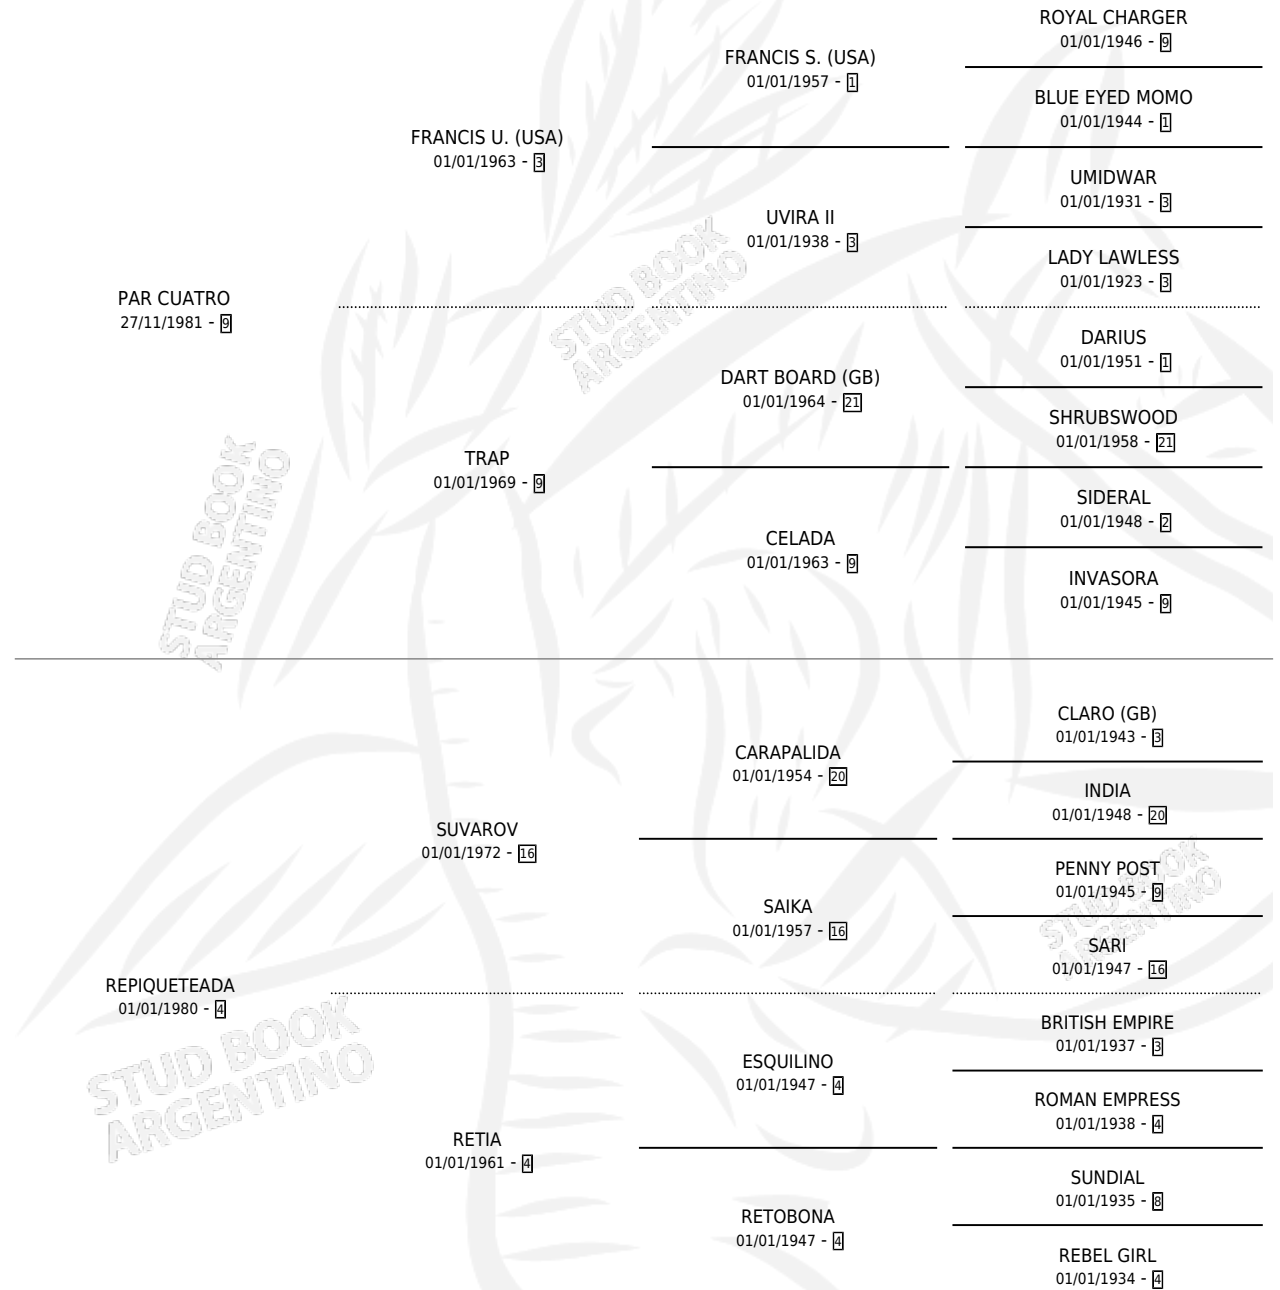 ROYAL CHARGER
01/01/1946 - 9
FRANCIS S. (USA)
01/01/1957 - 1
BLUE EYED MOMO
01/01/1944 - 1
FRANCIS U. (USA)
01/01/1963 - 3
UMIDWAR
01/01/1931 - 3
UVIRA II
01/01/1938 - 3
LADY LAWLESS
01/01/1923 - 3
PAR CUATRO
27/11/1981 - 9
DARIUS
01/01/1951 - 1
DART BOARD (GB)
01/01/1964 - 21
SHRUBSWOOD
01/01/1958 - 21
TRAP
01/01/1969 - 9
SIDERAL
01/01/1948 - 2
CELADA
01/01/1963 - 9
INVASORA
01/01/1945 - 9
STUD BOOK
ARGENTINO
STUD BOOK
ARGENTINO
CLARO (GB)
01/01/1943 - 3
CARAPALIDA
01/01/1954 - 20
INDIA
01/01/1948 - 20
SUVAROV
01/01/1972 - 16
PENNY POST
01/01/1945 - 9
SAIKA
01/01/1957 - 16
SARI
01/01/1947 - 16
STUD BOOK
ARGENTINO
REPIQUETEADA
01/01/1980 - 4
BRITISH EMPIRE
01/01/1937 - 3
ESQUILINO
01/01/1947 - 4
ROMAN EMPRESS
01/01/1938 - 4
RETIA
01/01/1961 - 4
SUNDIAL
01/01/1935 - 8
RETOBONA
01/01/1947 - 4
REBEL GIRL
01/01/1934 - 4
STUD BOOK
ARGENTINO